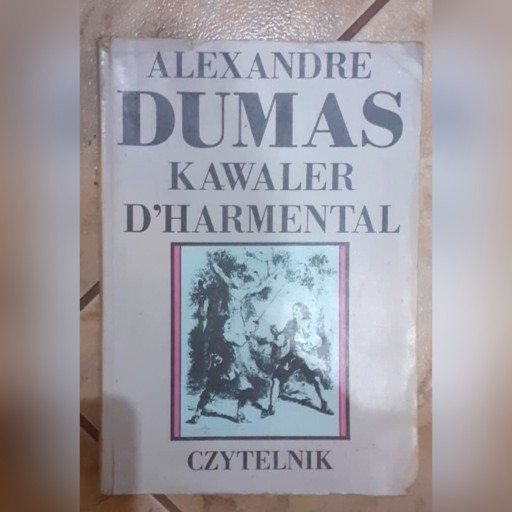 ALEXANDRE
DUMAS
KAWALER
D'HARMENTAL
CZYTELNIK